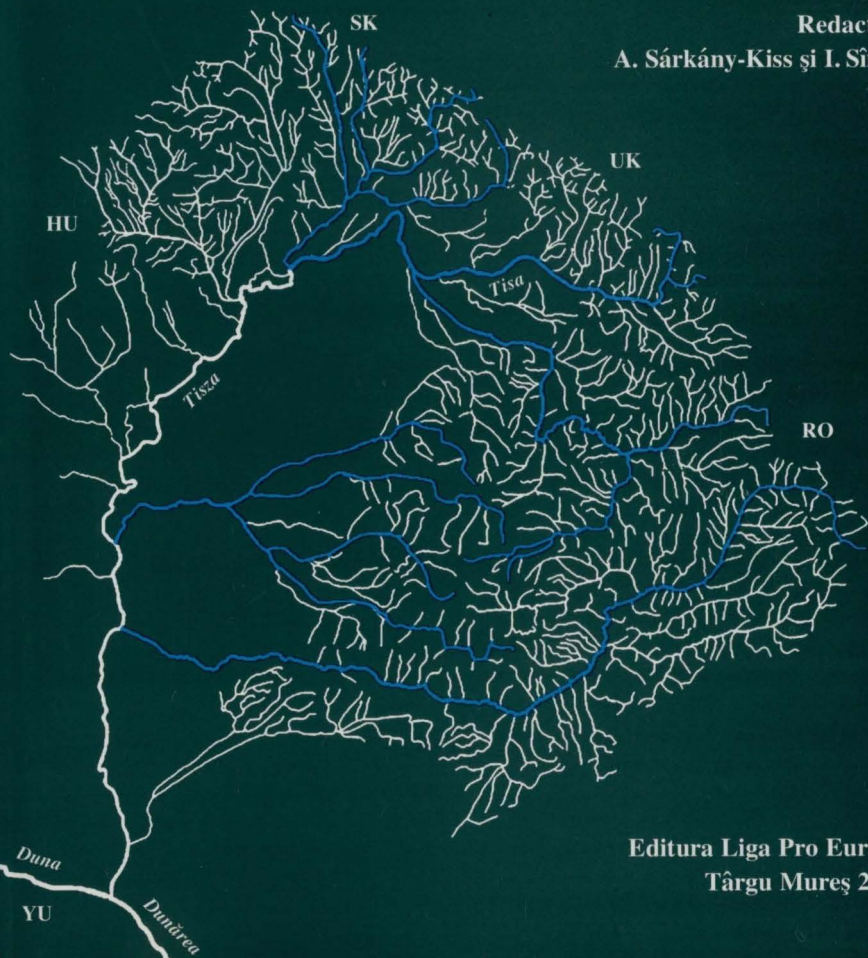 Redac
A. Sárkány-Kiss şi I. Sî
SK
UK
HU
Tisa
Tisza
RO
Editura Liga Pro Eur
Târgu Mureş 2
Duna
YU
Dunărea